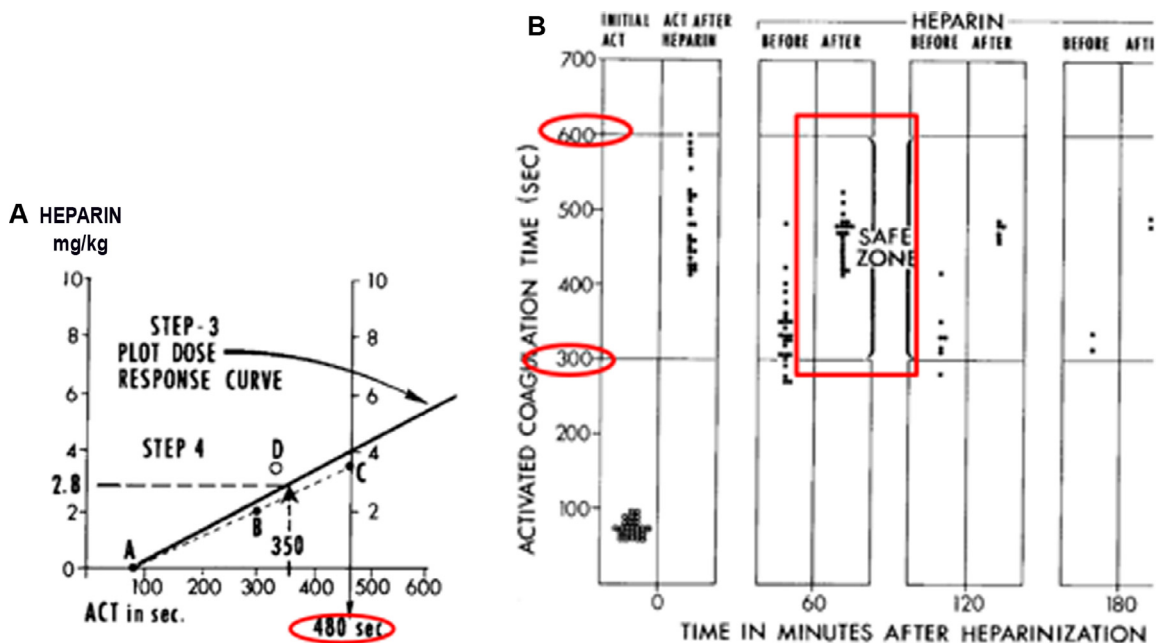 A HEPARIN
mg/kg
10
8
6
4
2.8
2
0
10
8
6
4
2
STEP-3
PLOT DOSE
RESPONSE CURVE
STEP 4
D
C
B
A
350
100 200 300 400 500 600
ACT in sec.
480 sec
B
INITIAL ACT AFTER
ACT HEPARIN
HEPARIN
BEFORE AFTER
BEFORE AFTER
BEFORE
ACTIVATED COAGULATION TIME (SEC)
700
600
500
400
300
200
100
SAFE
ZONE
0 60 120 180
TIME IN MINUTES AFTER HEPARINIZATION